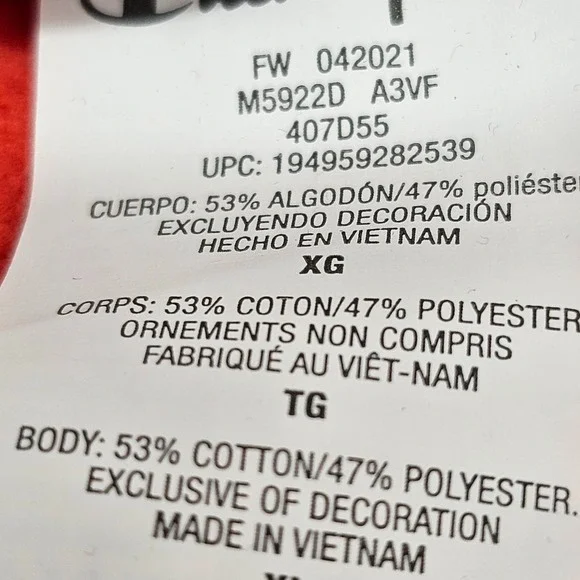 FW 042021
M5922D A3VF
407D55
UPC: 194959282539
CUERPO: 53% ALGODÓN/47% poliéste
EXCLUYENDO DECORACIÓN
HECHO EN VIETNAM
XG
CORPS: 53% COTON/47% POLYESTER
ORNEMENTS NON COMPRIS
FABRIQUÉ AU VIÊT-NAM
TG
BODY: 53% COTTON/47% POLYESTER.
EXCLUSIVE OF DECORATION
MADE IN VIETNAM